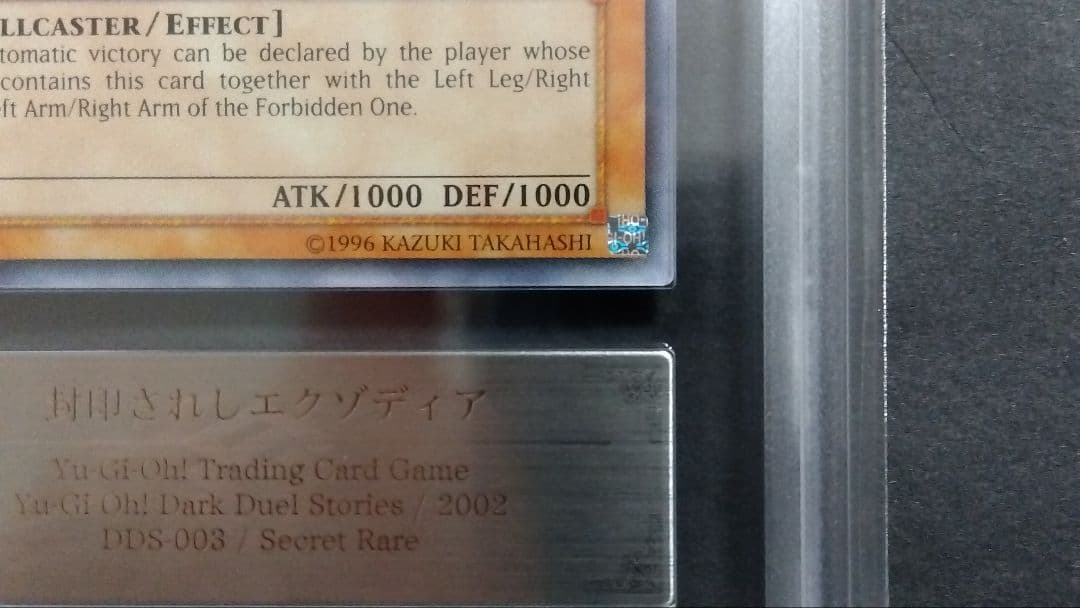 LLCASTER/EFFECT]
tomatic victory can be declared by the player whose
contains this card together with the Left Leg/Right
ft Arm/Right Arm of the Forbidden One.
ATK/1000 DEF/1000
©1996 KAZUKI TAKAHASHI
封印されしエクゾディア
Yu-Gi-Oh! Trading Card Game
Yu-Gi Oh! Dark Duel Stories / 2002
DDS-003 / Secret Rare